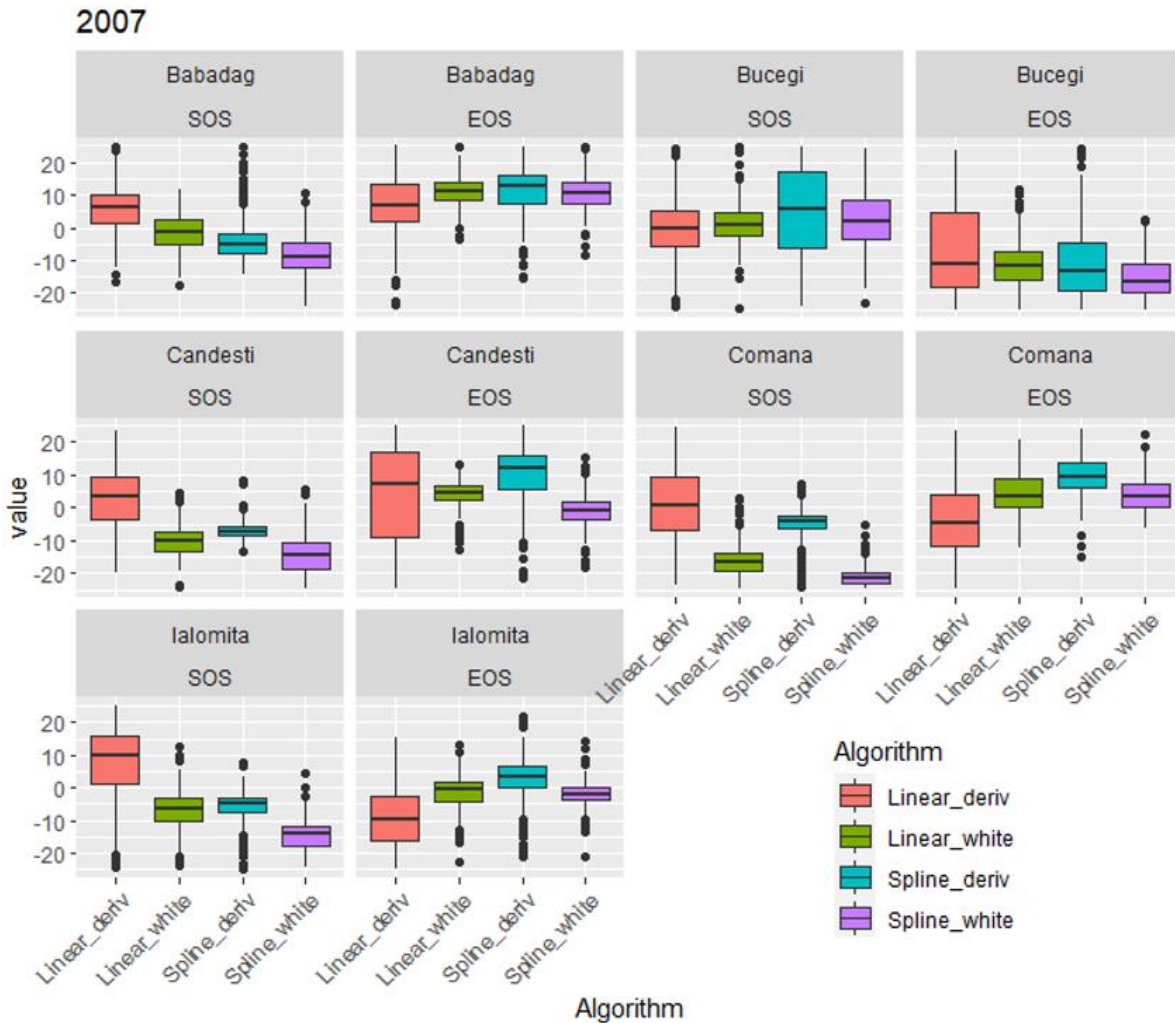 2007
Babadag
SOS
Babadag
EOS
Bucegi
SOS
Bucegi
EOS
20
10
0
-10
-20
Candesti
SOS
Candesti
EOS
Comana
SOS
Comana
EOS
20
10
0
-10
-20
value
Linear_deriv
Linear_white
Spline_deriv
Spline_white
Linear_deriv
Linear_white
Spline_deriv
Spline_white
Ialomita
SOS
Ialomita
EOS
20
10
0
-10
-20
Linear_deriv
Linear_white
Spline_deriv
Spline_white
Linear_deriv
Linear_white
Spline_deriv
Spline_white
Algorithm
Algorithm
Linear_deriv
Linear_white
Spline_deriv
Spline_white